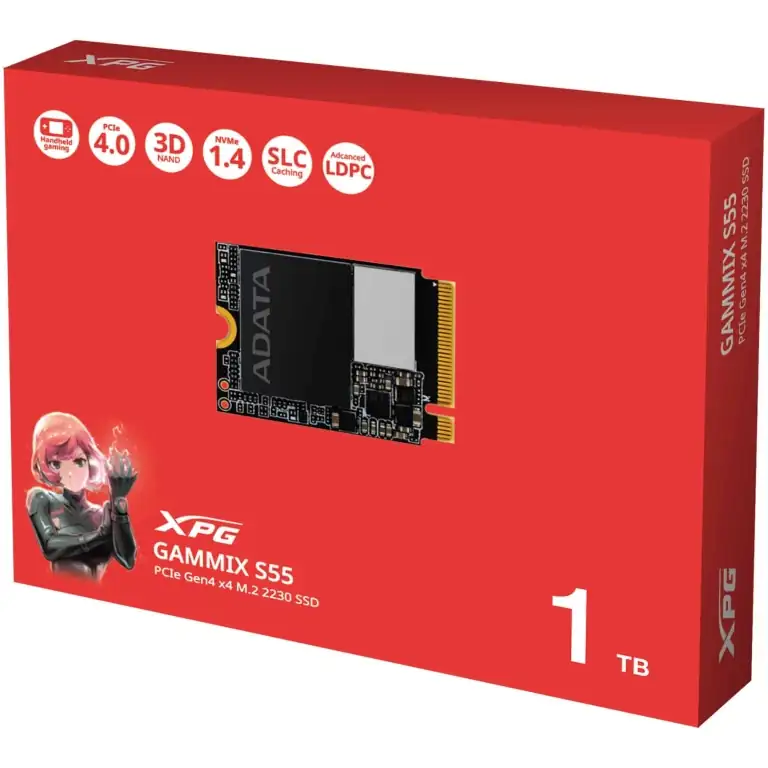 XPG
Handheld
gaming
PCIe
4.0
3D
NAND
NVMe
1.4
SLC
Caching
Advanced
LDPC
ADATA
XPG
GAMMIX S55
PCIe Gen4 x4 M.2 2230 SSD
1 TB
GAMMIX S55
PCIe Gen4 x4 M.2 2230 SSD
XPG